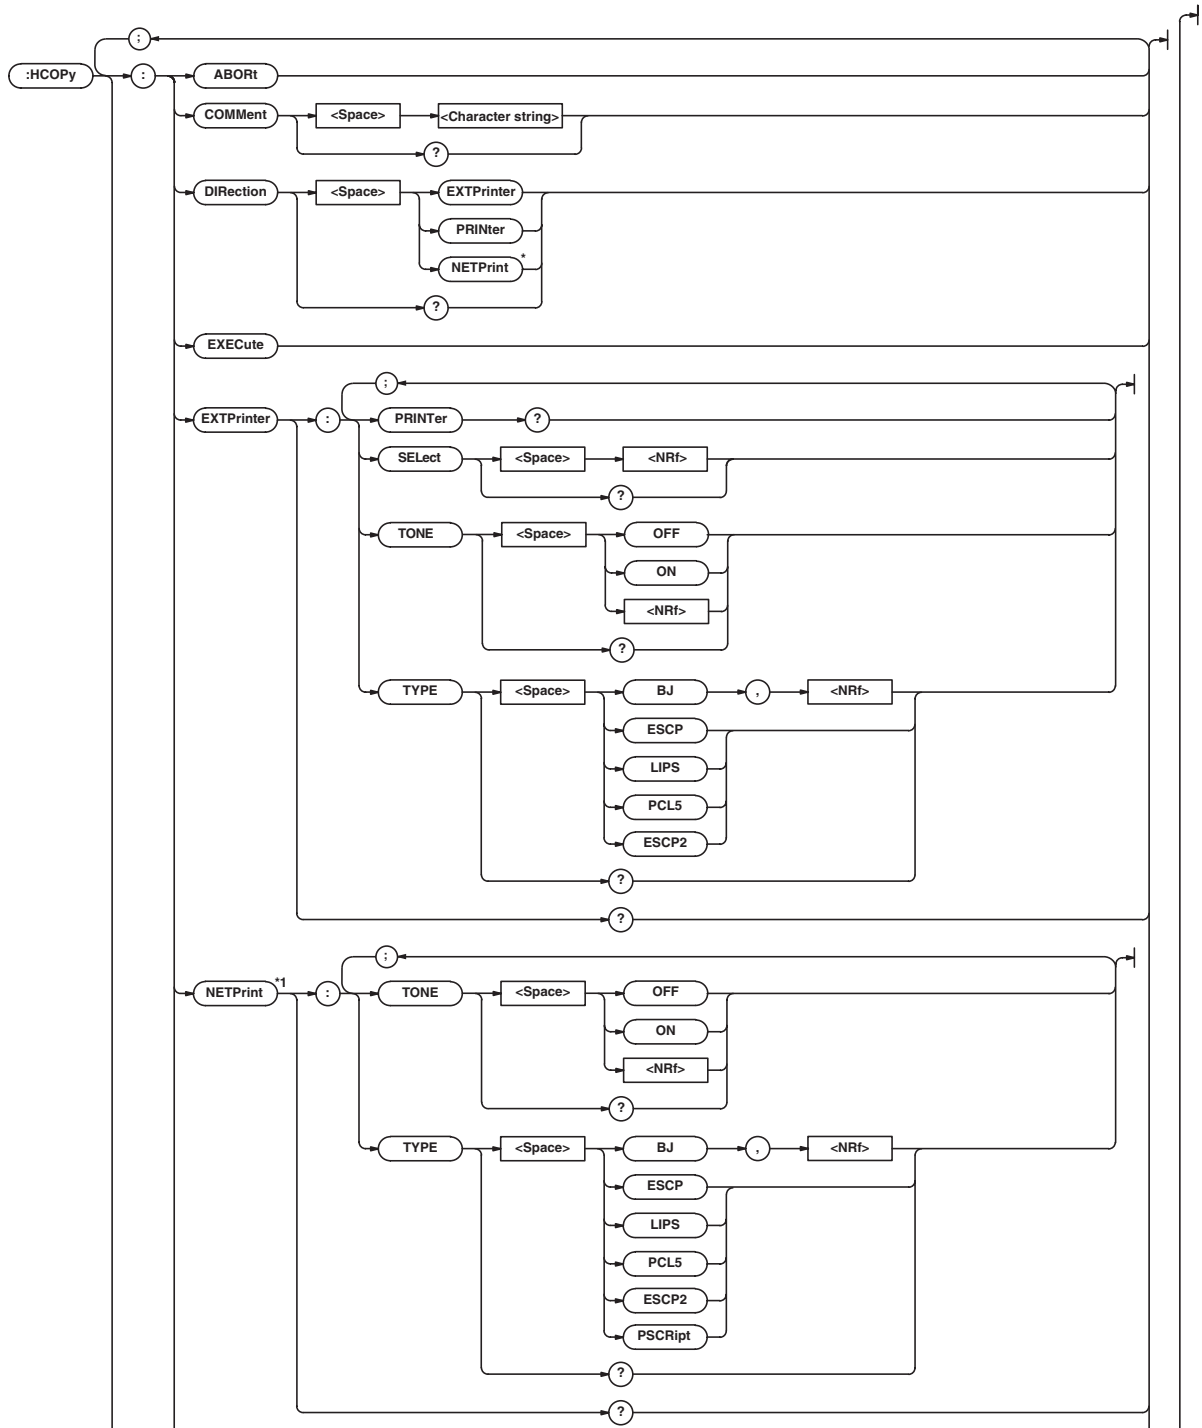 ;
:HCOPy : ABORt
COMMent <Space> <Character string>
?
DIRection <Space> EXTPrinter
PRINter
NETPrint *
?
EXECute
;
EXTPrinter : PRINTer ?
SELect <Space> <NRf>
?
TONE <Space> OFF
ON
<NRf>
?
TYPE <Space> BJ , <NRf>
ESCP
LIPS
PCL5
ESCP2
?
?
;
NETPrint *1 : TONE <Space> OFF
ON
<NRf>
?
TYPE <Space> BJ , <NRf>
ESCP
LIPS
PCL5
ESCP2
PSCRipt
?
?